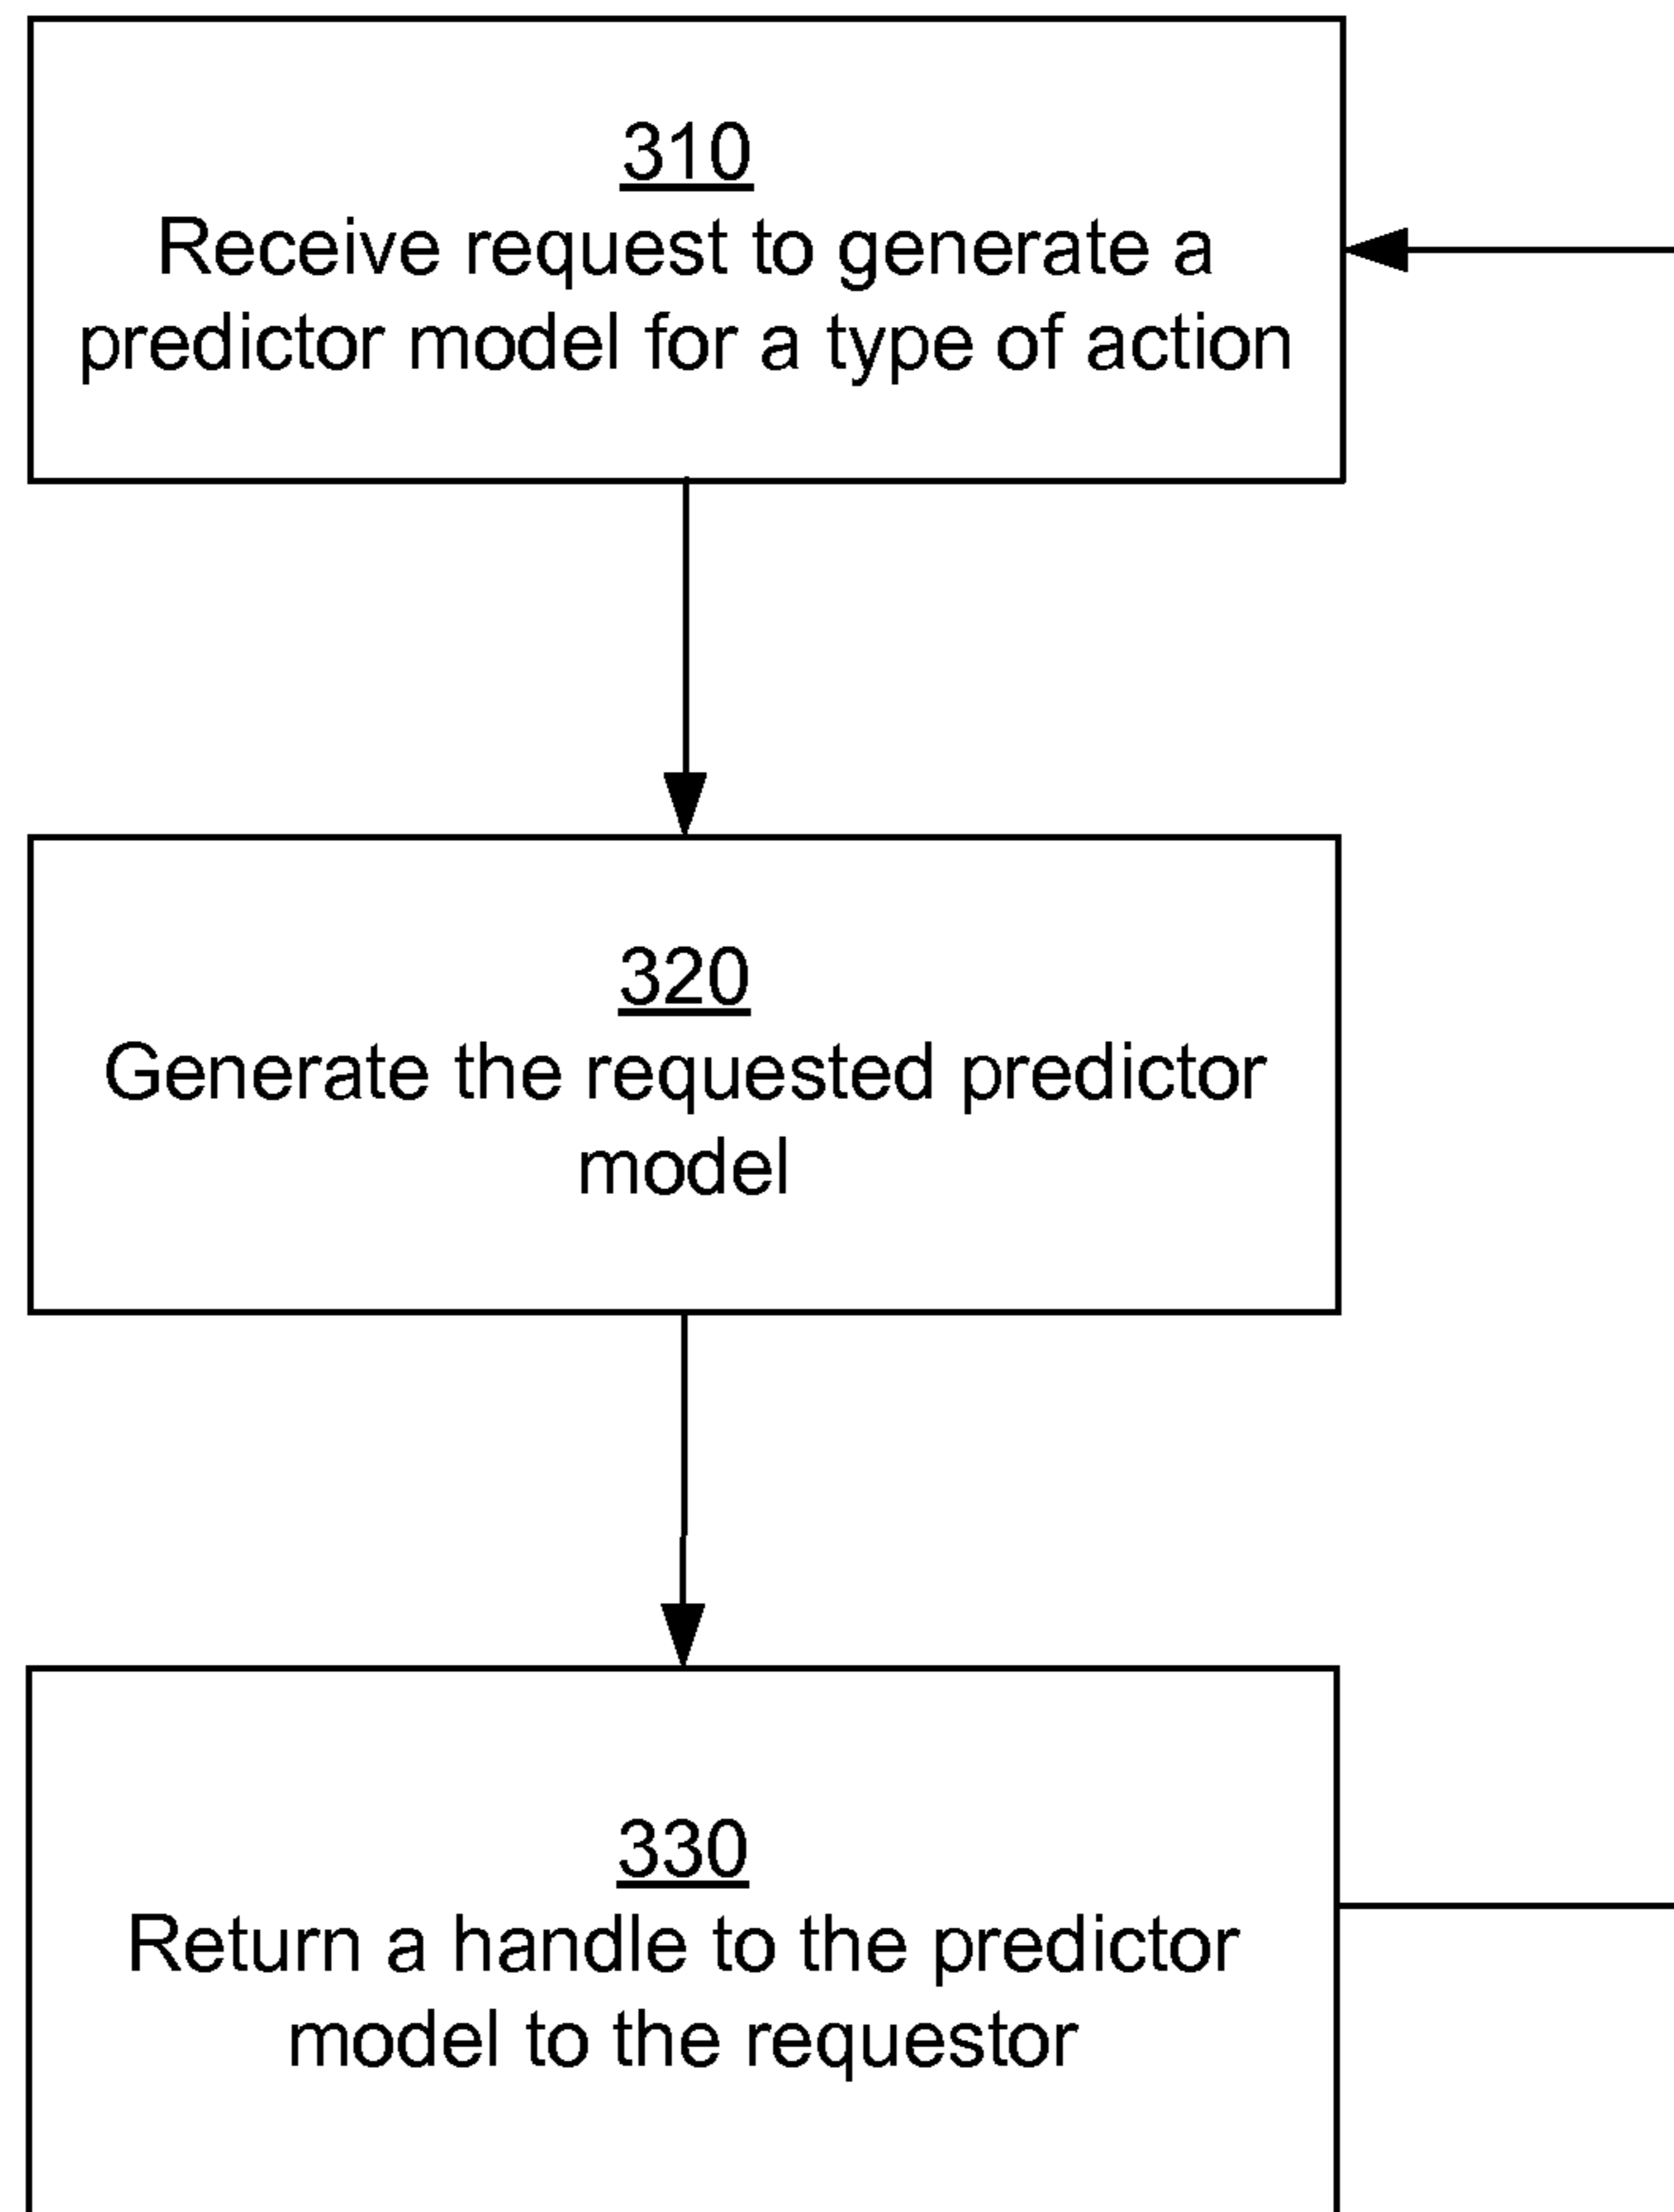 310
Receive request to generate a
predictor model for a type of action
320
Generate the requested predictor
model
330
Return a handle to the predictor
model to the requestor